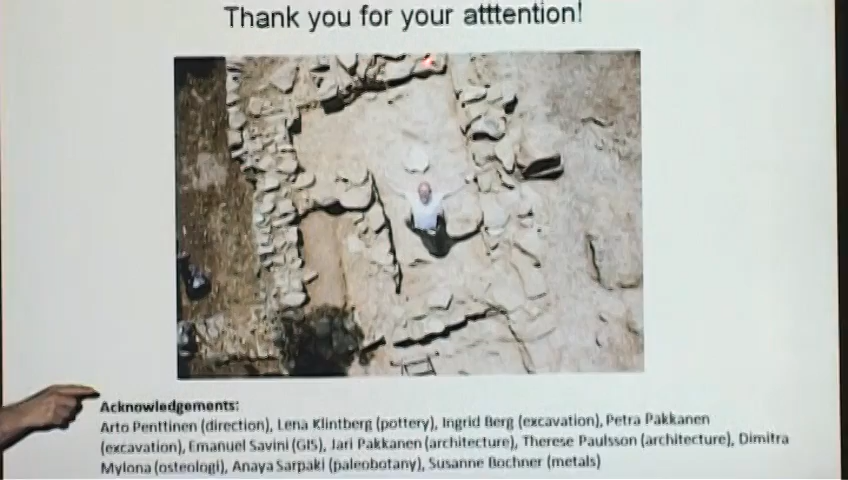 Thank you for your atttention!
Acknowledgements:
Arto Penttinen (direction), Lena Klintberg (pottery), Ingrid Berg (excavation), Petra Pakkanen
(excavation), Emanuel Savini (GIS), Jari Pakkanen (architecture), Therese Paulsson (architecture), Dimitra
Mylona (osteologi), Anaya Sarpaki (paleobotany), Susanne Bochner (metals)